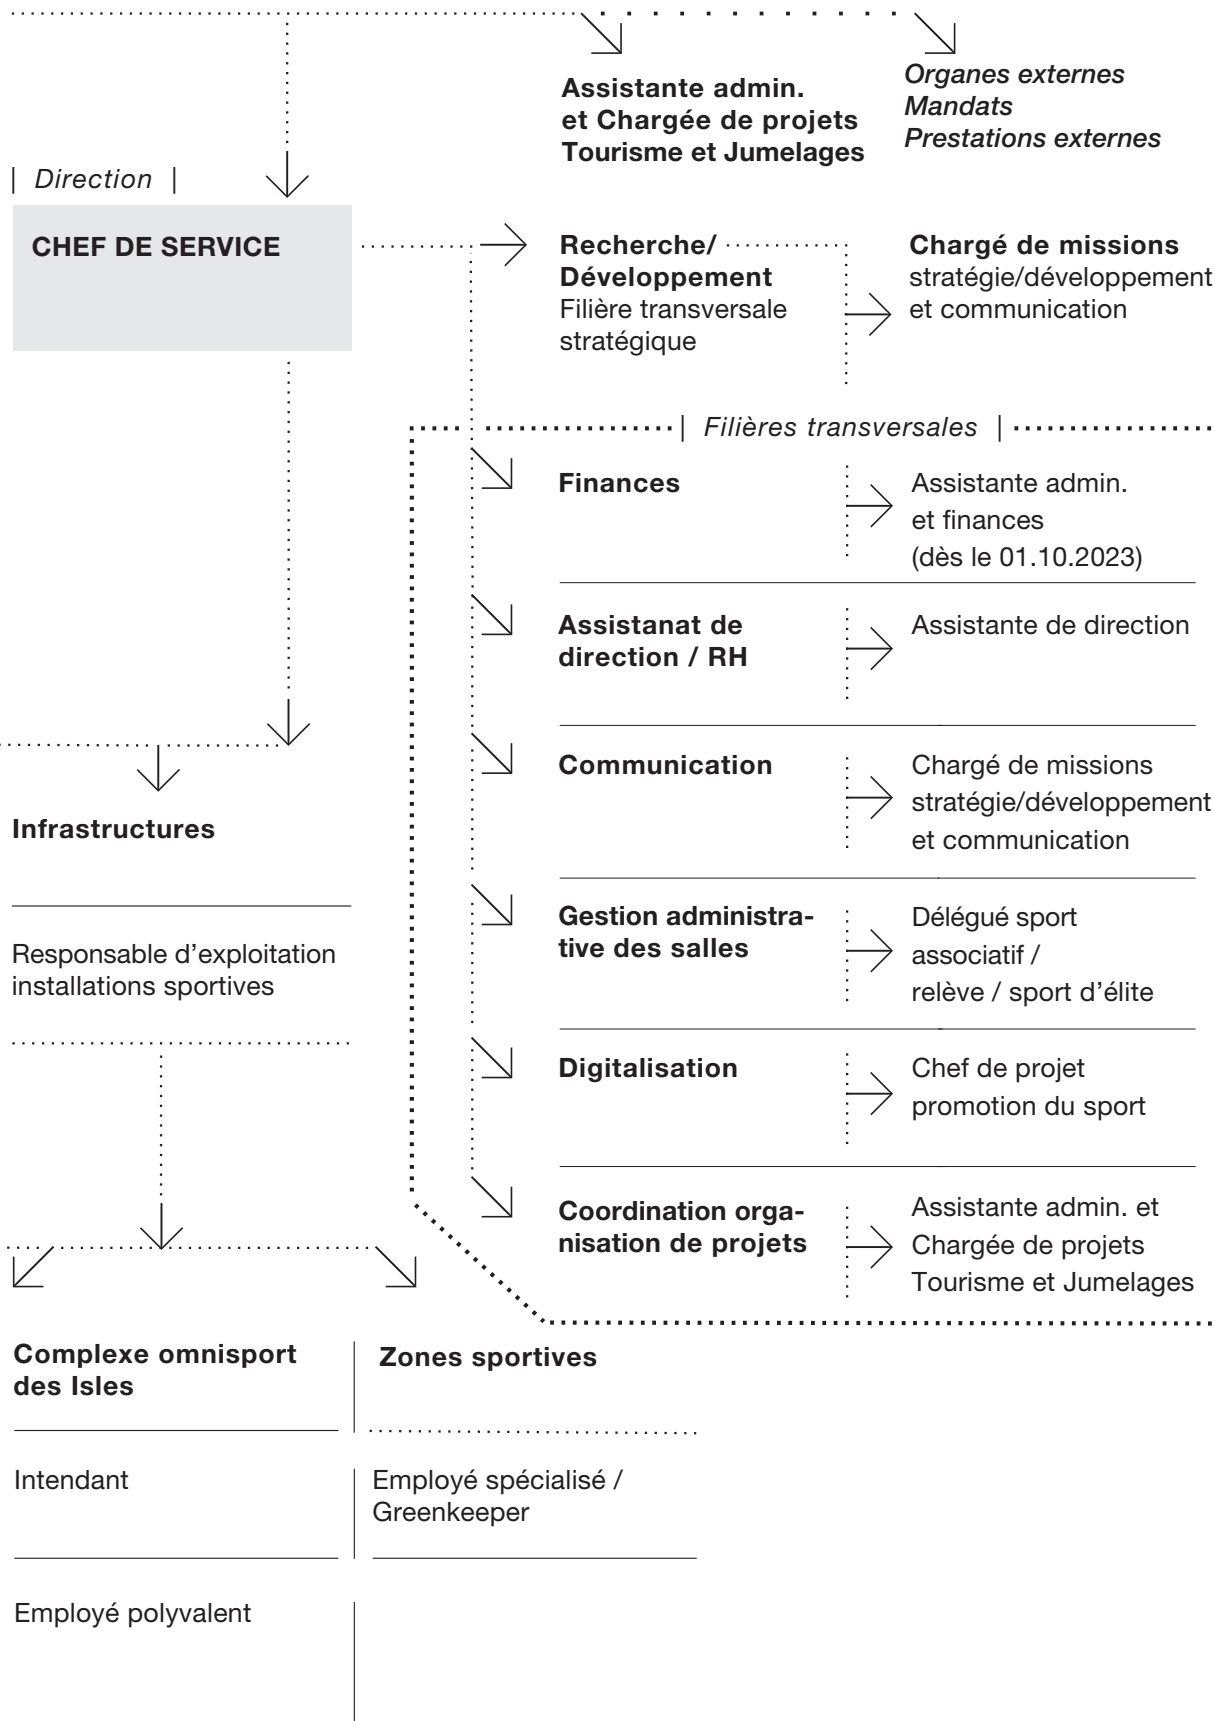 Assistante admin.
et Chargée de projets
Tourisme et Jumelages
Organes externes
Mandats
Prestations externes
| Direction |
CHEF DE SERVICE
Recherche/
Développement
Filière transversale
stratégique
Chargé de missions
stratégie/développement
et communication
| Filières transversales |
Finances
Assistante admin.
et finances
(dès le 01.10.2023)
Assistanat de
direction / RH
Assistante de direction
Communication
Chargé de missions
stratégie/développement
et communication
Infrastructures
Responsable d'exploitation
installations sportives
Gestion administra-
tive des salles
Délégué sport
associatif /
relève / sport d'élite
Digitalisation
Chef de projet
promotion du sport
Coordination orga-
nisation de projets
Assistante admin. et
Chargée de projets
Tourisme et Jumelages
Complexe omnisport
des Isles
Zones sportives
Intendant
Employé spécialisé /
Greenkeeper
Employé polyvalent